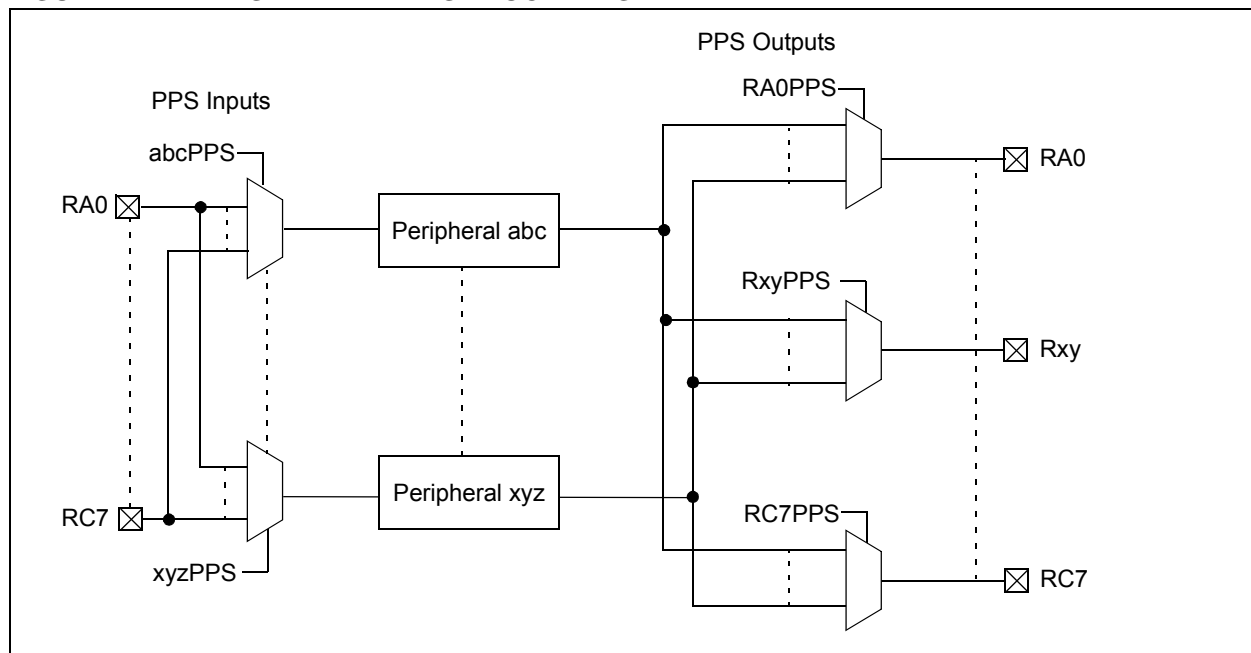 PPS Outputs
RA0PPS
PPS Inputs
abcPPS
RA0
RA0
Peripheral abc
RxyPPS
Rxy
Peripheral xyz
RC7
RC7PPS
xyzPPS
RC7